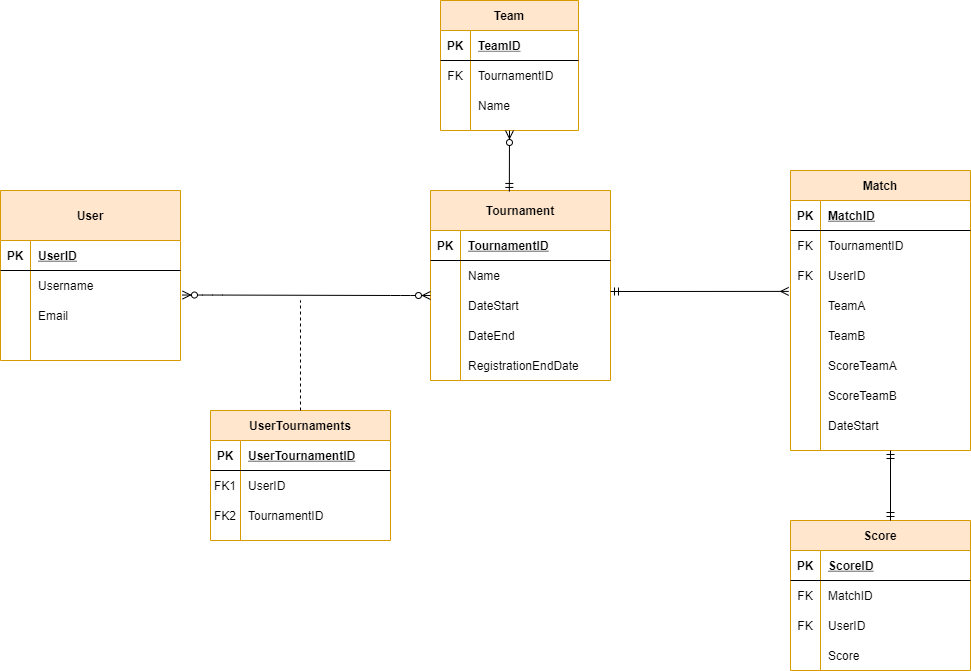 Team
PK TeamID
FK TournamentID
Name
User
PK UserID
Username
Email
Tournament
PK TournamentID
Name
DateStart
DateEnd
RegistrationEndDate
Match
PK MatchID
FK TournamentID
FK UserID
TeamA
TeamB
ScoreTeamA
ScoreTeamB
DateStart
UserTournaments
PK UserTournamentID
FK1 UserID
FK2 TournamentID
Score
PK ScoreID
FK MatchID
FK UserID
Score